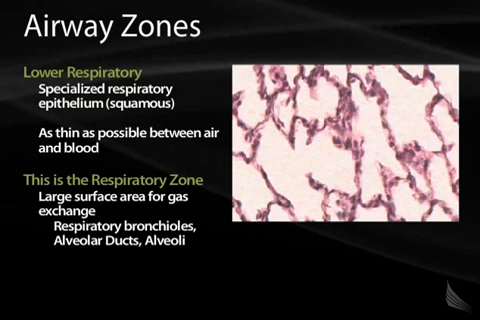 Airway Zones
Lower Respiratory
Specialized respiratory
epithelium (squamous)
As thin as possible between air
and blood
This is the Respiratory Zone
Large surface area for gas
exchange
Respiratory bronchioles,
Alveolar Ducts, Alveoli